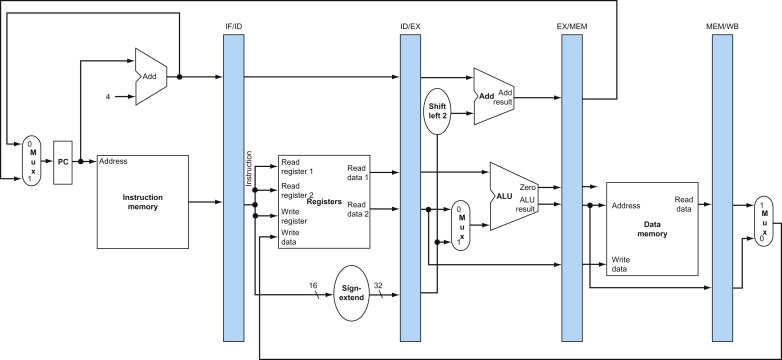 IF/ID
ID/EX
EX/MEM
MEM/WB
Add
4
Shift
left 2
Add
Add
result
0
M
u
x
1
PC
Address
Instruction
memory
Instruction
Read
register 1
Read
register 2
Write
register
Write
data
Registers
Read
data 1
Read
data 2
16
Sign-
extend
32
0
M
u
x
1
ALU
Zero
ALU
result
Address
Data
memory
Read
data
Write
data
1
M
u
x
0